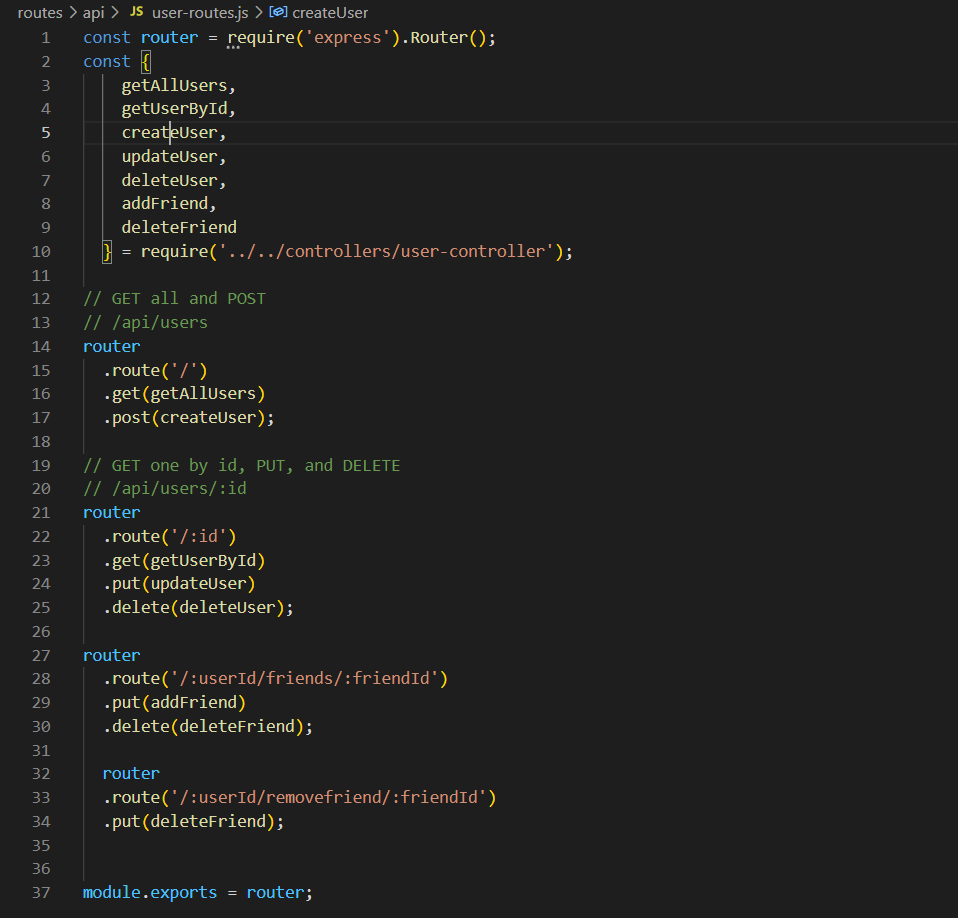 routes > api > JS user-routes.js > createUser
1 const router = require('express').Router();
2 const {
3 getAllUsers,
4 getUserById,
5 createUser,
6 updateUser,
7 deleteUser,
8 addFriend,
9 deleteFriend
10 } = require('../../controllers/user-controller');
11
12 // GET all and POST
13 // /api/users
14 router
15 .route('/')
16 .get(getAllUsers)
17 .post(createUser);
18
19 // GET one by id, PUT, and DELETE
20 // /api/users/:id
21 router
22 .route('/:id')
23 .get(getUserById)
24 .put(updateUser)
25 .delete(deleteUser);
26
27 router
28 .route('/:userId/friends/:friendId')
29 .put(addFriend)
30 .delete(deleteFriend);
31
32 router
33 .route('/:userId/removefriend/:friendId')
34 .put(deleteFriend);
35
36
37 module.exports = router;